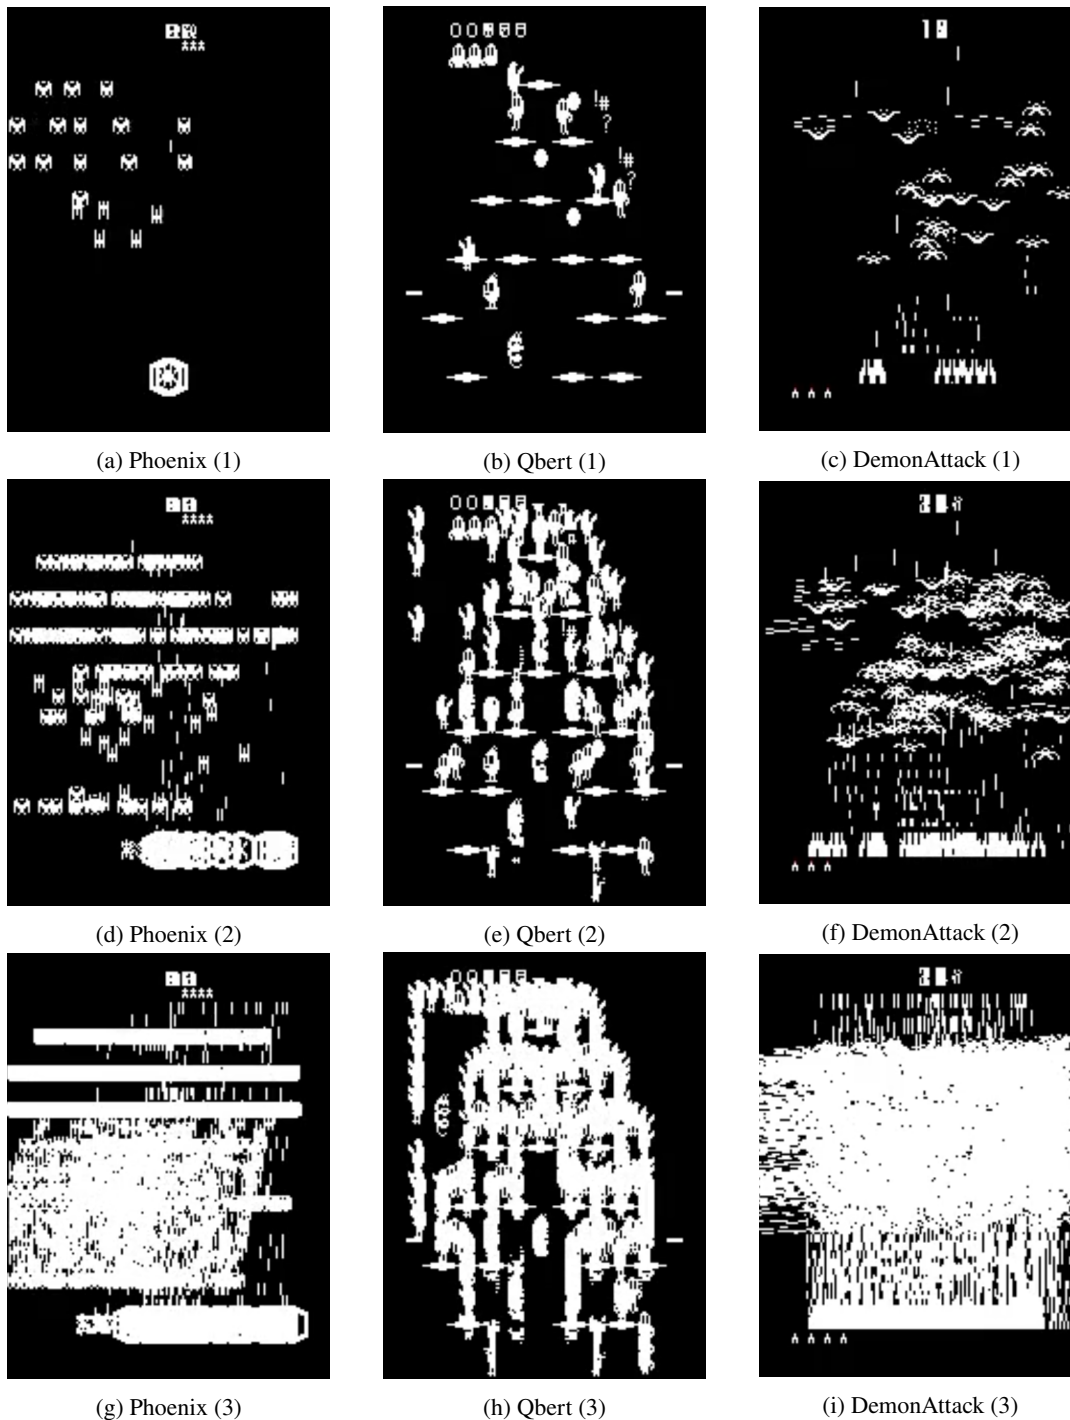 (a) Phoenix (1)
(b) Qbert (1)
(c) DemonAttack (1)
(d) Phoenix (2)
(e) Qbert (2)
(f) DemonAttack (2)
(g) Phoenix (3)
(h) Qbert (3)
(i) DemonAttack (3)